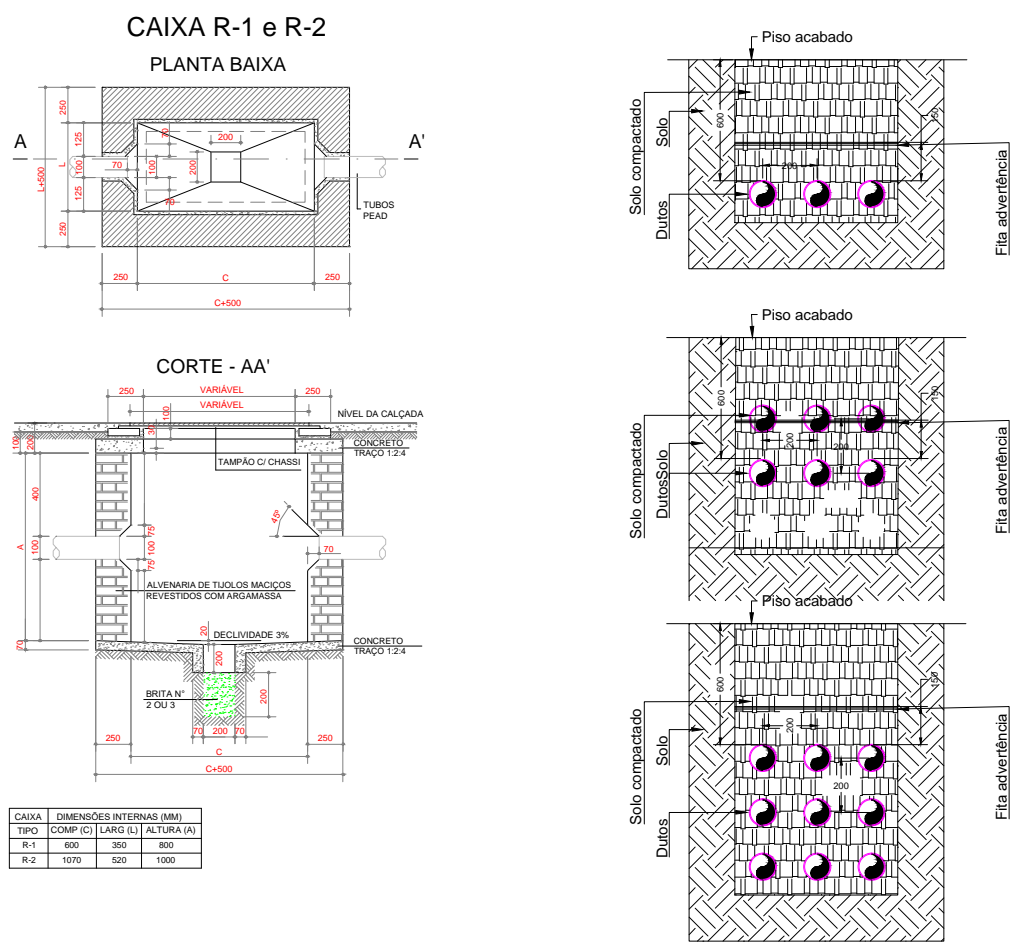 CAIXA R-1 e R-2
PLANTA BAIXA
A
A'
250
125
70
200
L
L+500
100
70
100
200
125
70
250
TUBOS
PEAD
250
C
250
C+500
CORTE - AA'
250
VARIÁVEL
250
VARIÁVEL
NÍVEL DA CALÇADA
100
30
100
200
CONCRETO
TRAÇO 1:2:4
TAMPÃO C/ CHASSI
400
45º
75
A
100
100
70
75
ALVENARIA DE TIJOLOS MACIÇOS
REVESTIDOS COM ARGAMASSA
20
DECLIVIDADE 3%
70
CONCRETO
TRAÇO 1:2:4
200
BRITA N°
2 OU 3
200
70
200
70
250
C
250
C+500
CAIXA
DIMENSÕES INTERNAS (MM)
TIPO
COMP (C)
LARG (L)
ALTURA (A)
R-1
600
350
800
R-2
1070
520
1000
Piso acabado
Solo compactado
Solo
Dutos
600
150
200
Fita advertência
Piso acabado
Solo compactado
Solo
Dutos
600
150
200
200
Fita advertência
Piso acabado
Solo compactado
Solo
Dutos
600
150
200
200
Fita advertência